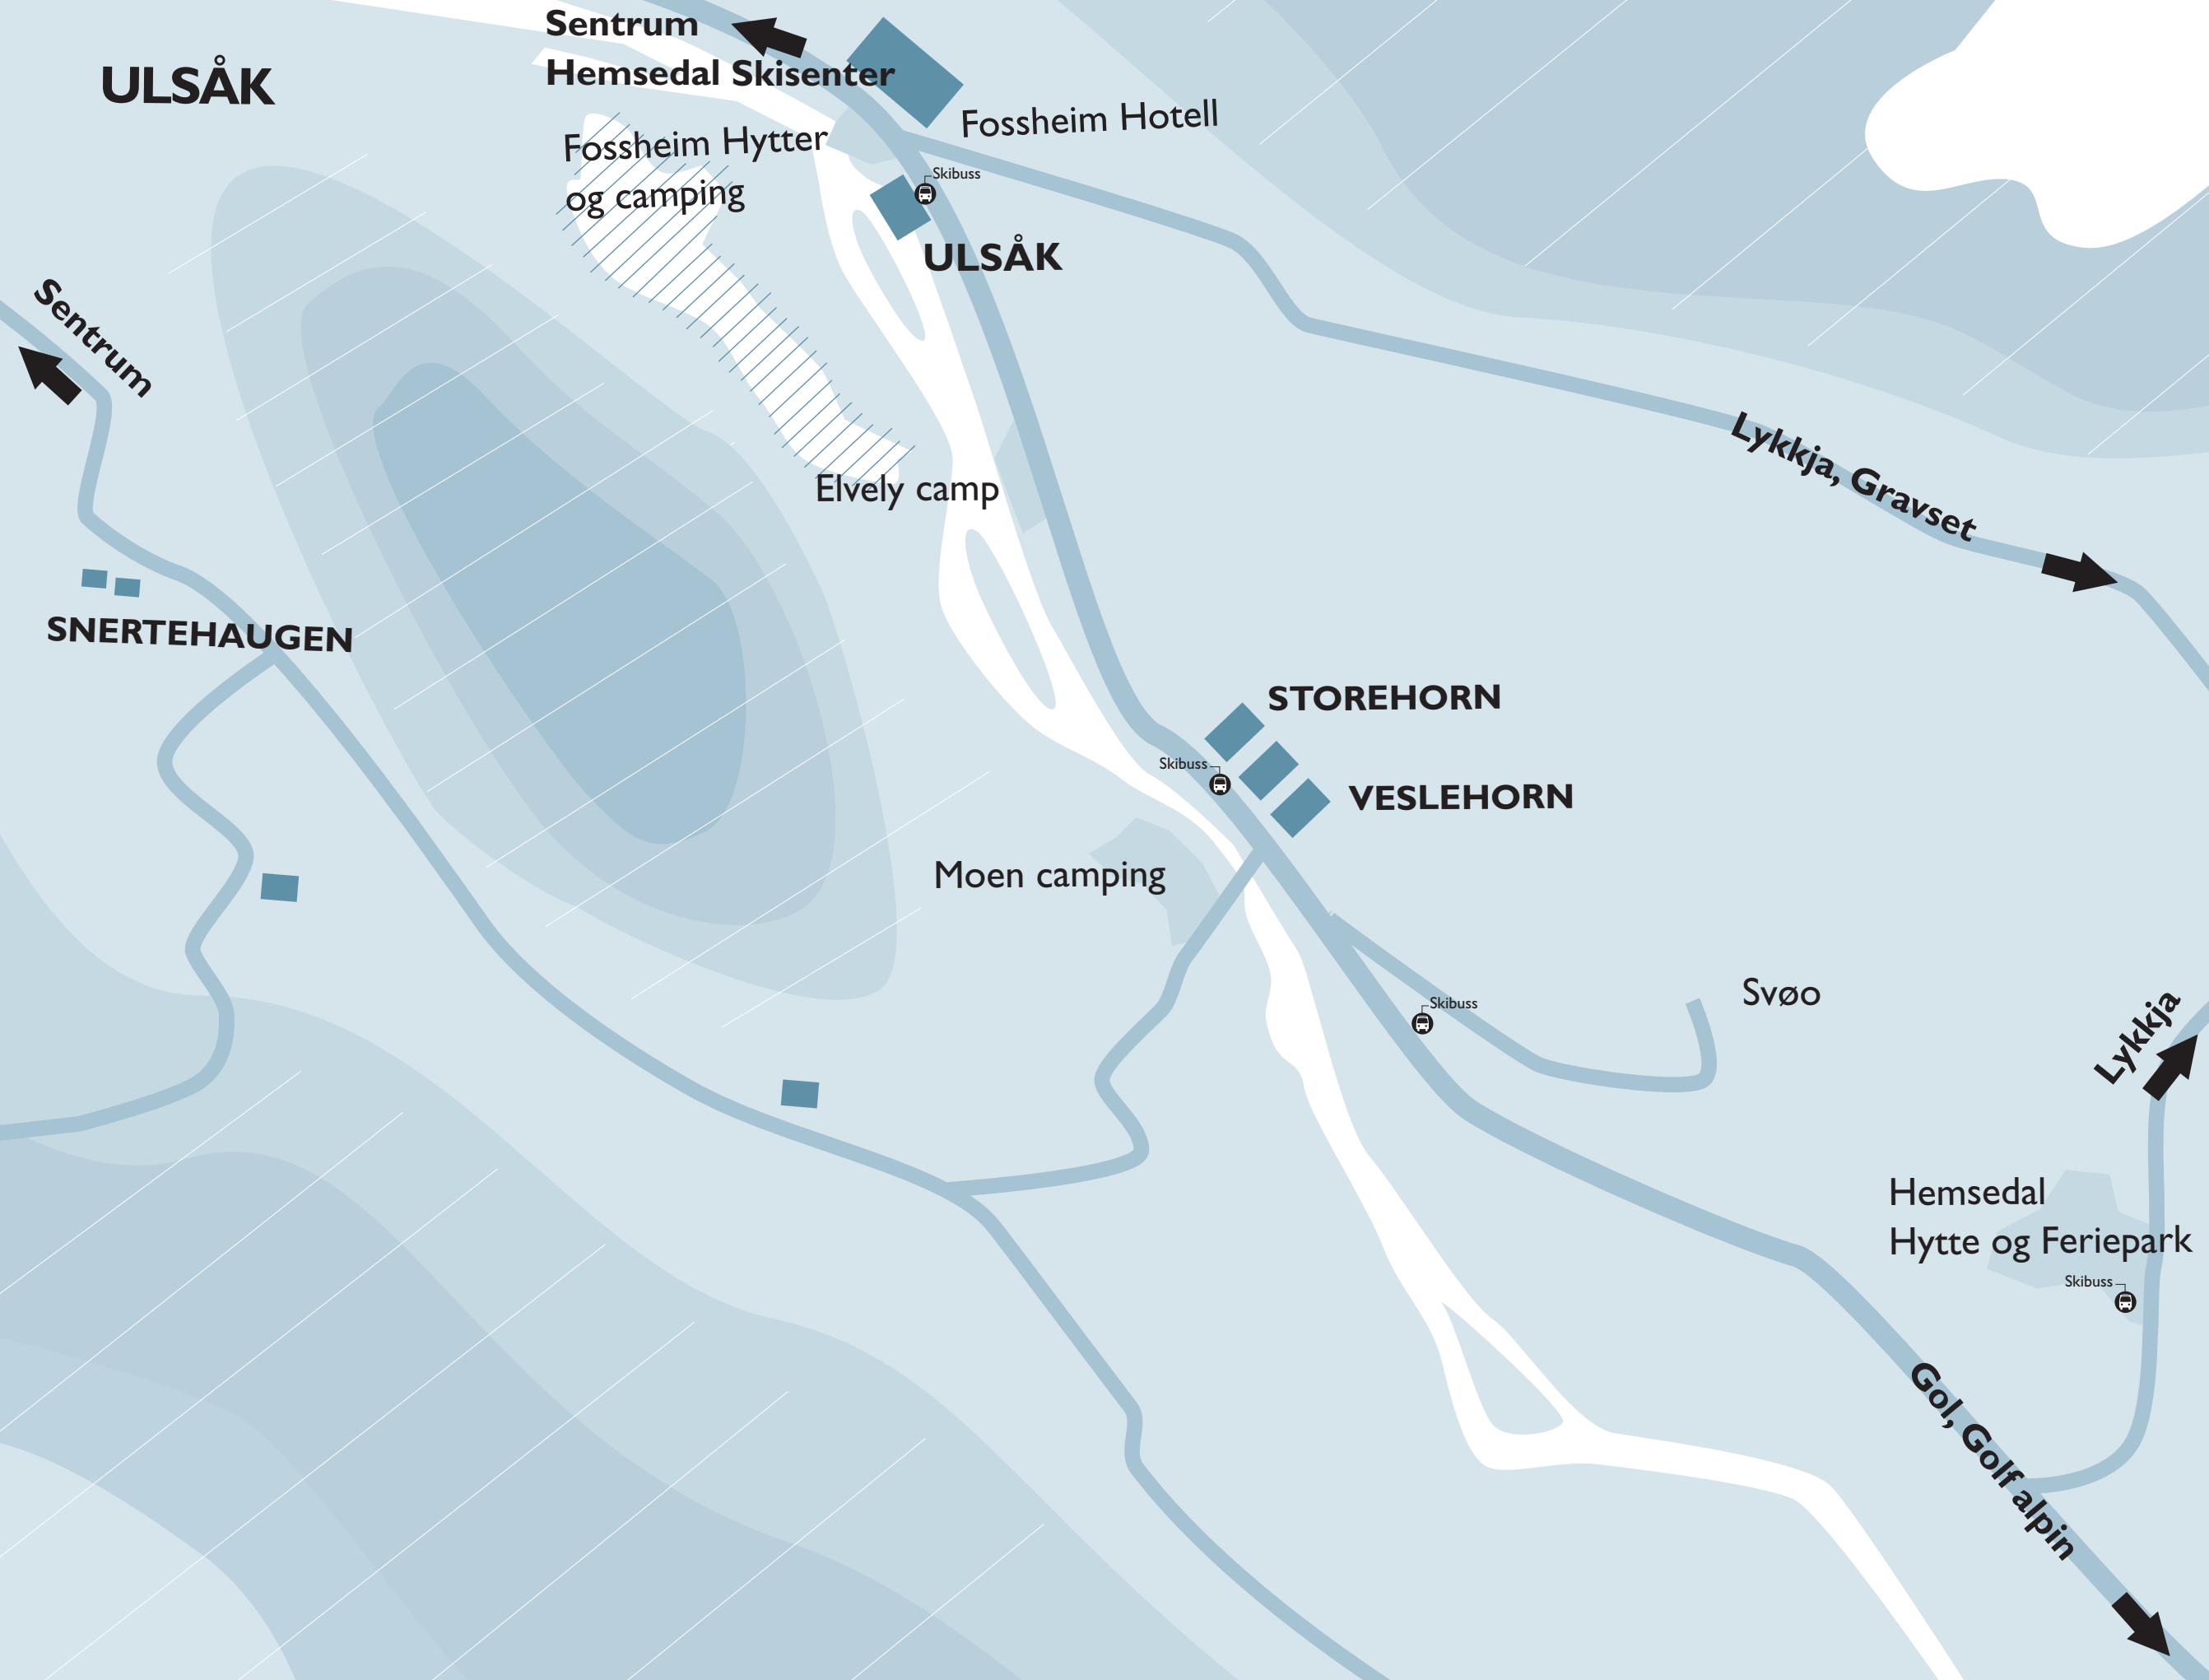 Sentrum
Hemsedal Skisenter
ULSÅK
Fossheim Hotell
Fossheim Hytter
og camping
Skibuss
ULSÅK
Sentrum
Lykkja, Gravset
Elvely camp
SNERTEHAUGEN
STOREHORN
Skibuss
VESLEHORN
Moen camping
Svøo
Skibuss
Lykkja
Hemsedal
Hytte og Feriepark
Skibuss
Gol, Golf alpin